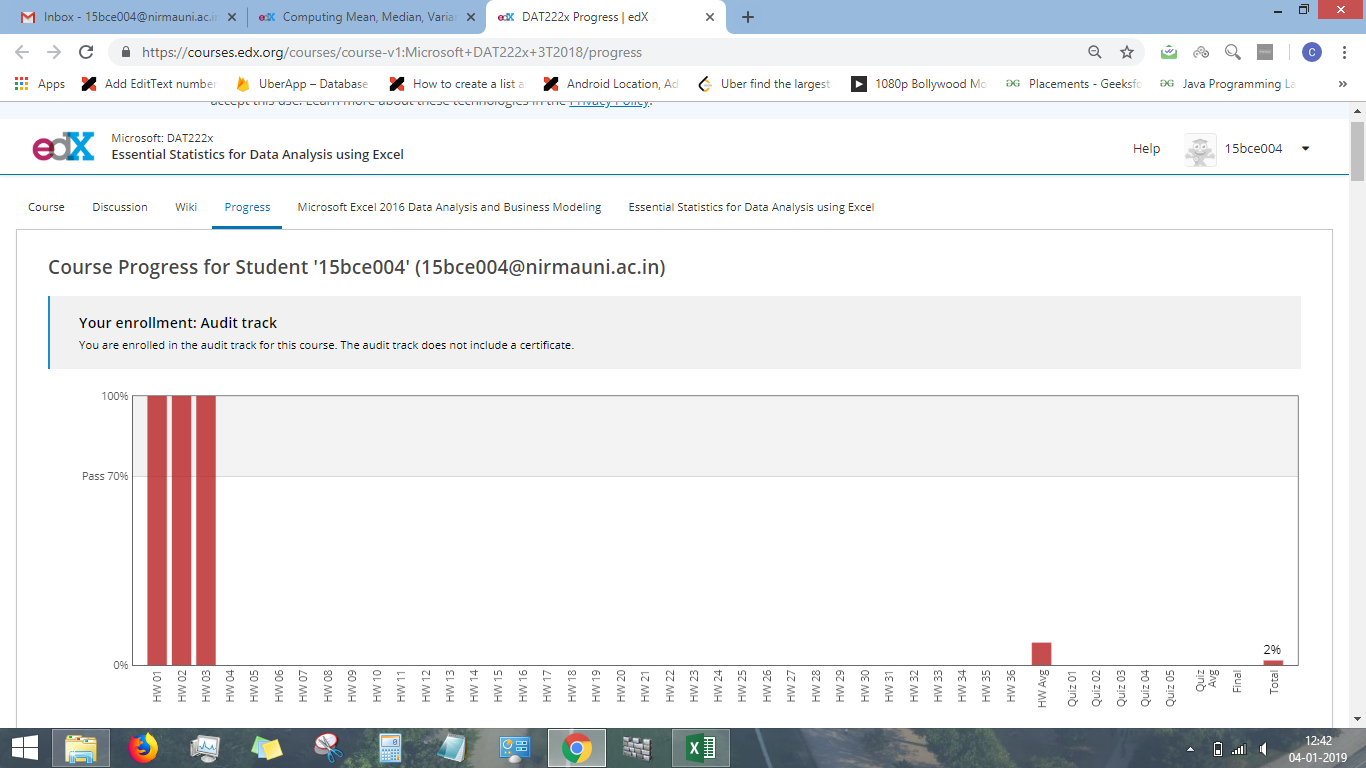 Inbox - 15bce004@nirmauni.ac.in
Computing Mean, Median, Varia
DAT222x Progress | edX
https://courses.edx.org/courses/course-v1:Microsoft+DAT222x+3T2018/progress
C
Apps
Add EditText number
UberApp – Database
How to create a list a
Android Location, Ad
Uber find the largest
1080p Bollywood Mo
Placements - Geeksfo
Java Programming La
»
accept this use. Learn more about these technologies in the Privacy Policy.
edX
Microsoft: DAT222x
Essential Statistics for Data Analysis using Excel
Help
15bce004
Course
Discussion
Wiki
Progress
Microsoft Excel 2016 Data Analysis and Business Modeling
Essential Statistics for Data Analysis using Excel
Course Progress for Student '15bce004' (15bce004@nirmauni.ac.in)
Your enrollment: Audit track
You are enrolled in the audit track for this course. The audit track does not include a certificate.
100%
Pass 70%
0%
2%
HW 01
HW 02
HW 03
HW 04
HW 05
HW 06
HW 07
HW 08
HW 09
HW 10
HW 11
HW 12
HW 13
HW 14
HW 15
HW 16
HW 17
HW 18
HW 19
HW 20
HW 21
HW 22
HW 23
HW 24
HW 25
HW 26
HW 27
HW 28
HW 29
HW 30
HW 31
HW 32
HW 33
HW 34
HW 35
HW 36
HW Avg
Quiz 01
Quiz 02
Quiz 03
Quiz 04
Quiz 05
Quiz
Avg
Final
Total
12:42
04-01-2019